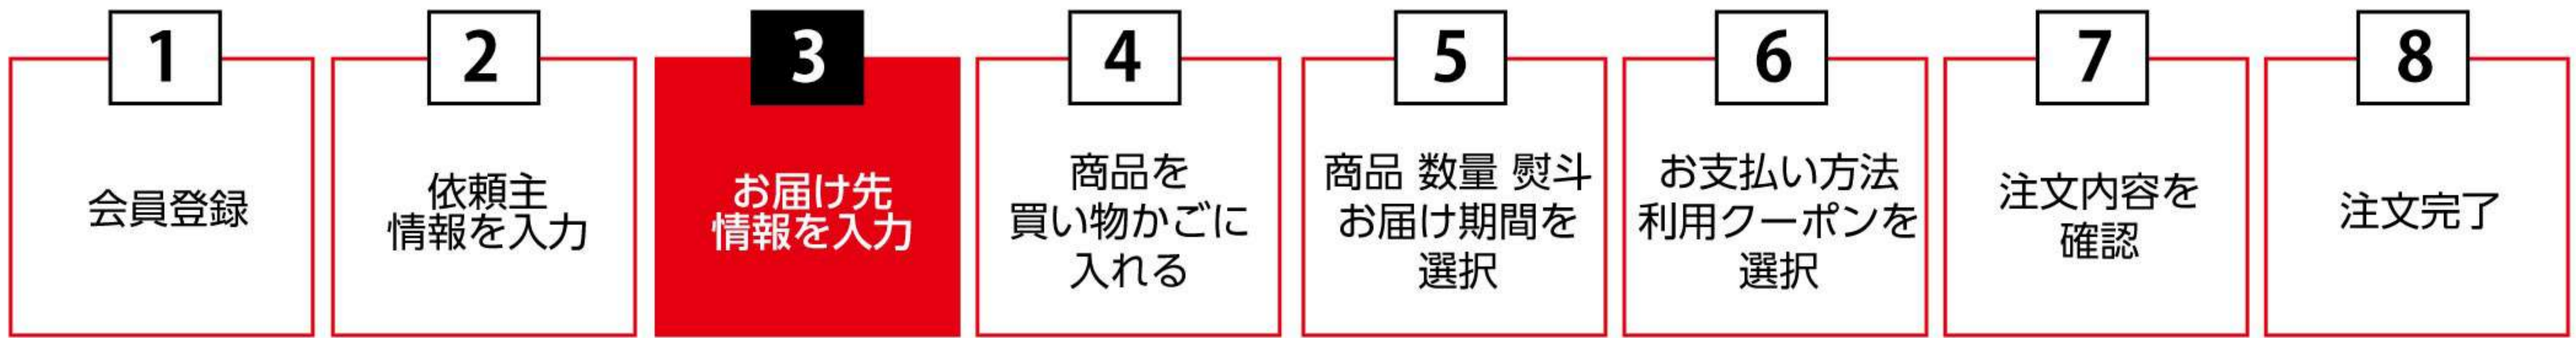 1
会員登録
2
依頼主
情報を入力
3
お届け先
情報を入力
4
商品を
買い物かごに
入れる
5
商品 数量 熨斗
お届け期間を
選択
6
お支払い方法
利用クーポンを
選択
7
注文内容を
確認
8
注文完了